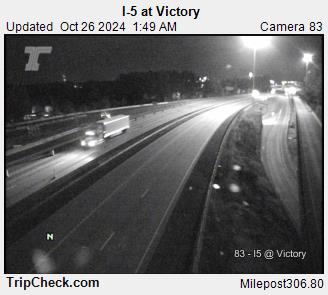 I-5 at Victory
Updated Oct 26 2024 1:49 AM Camera 83
T
N
83 - I5 @ Victory
TripCheck.com Milepost306.80